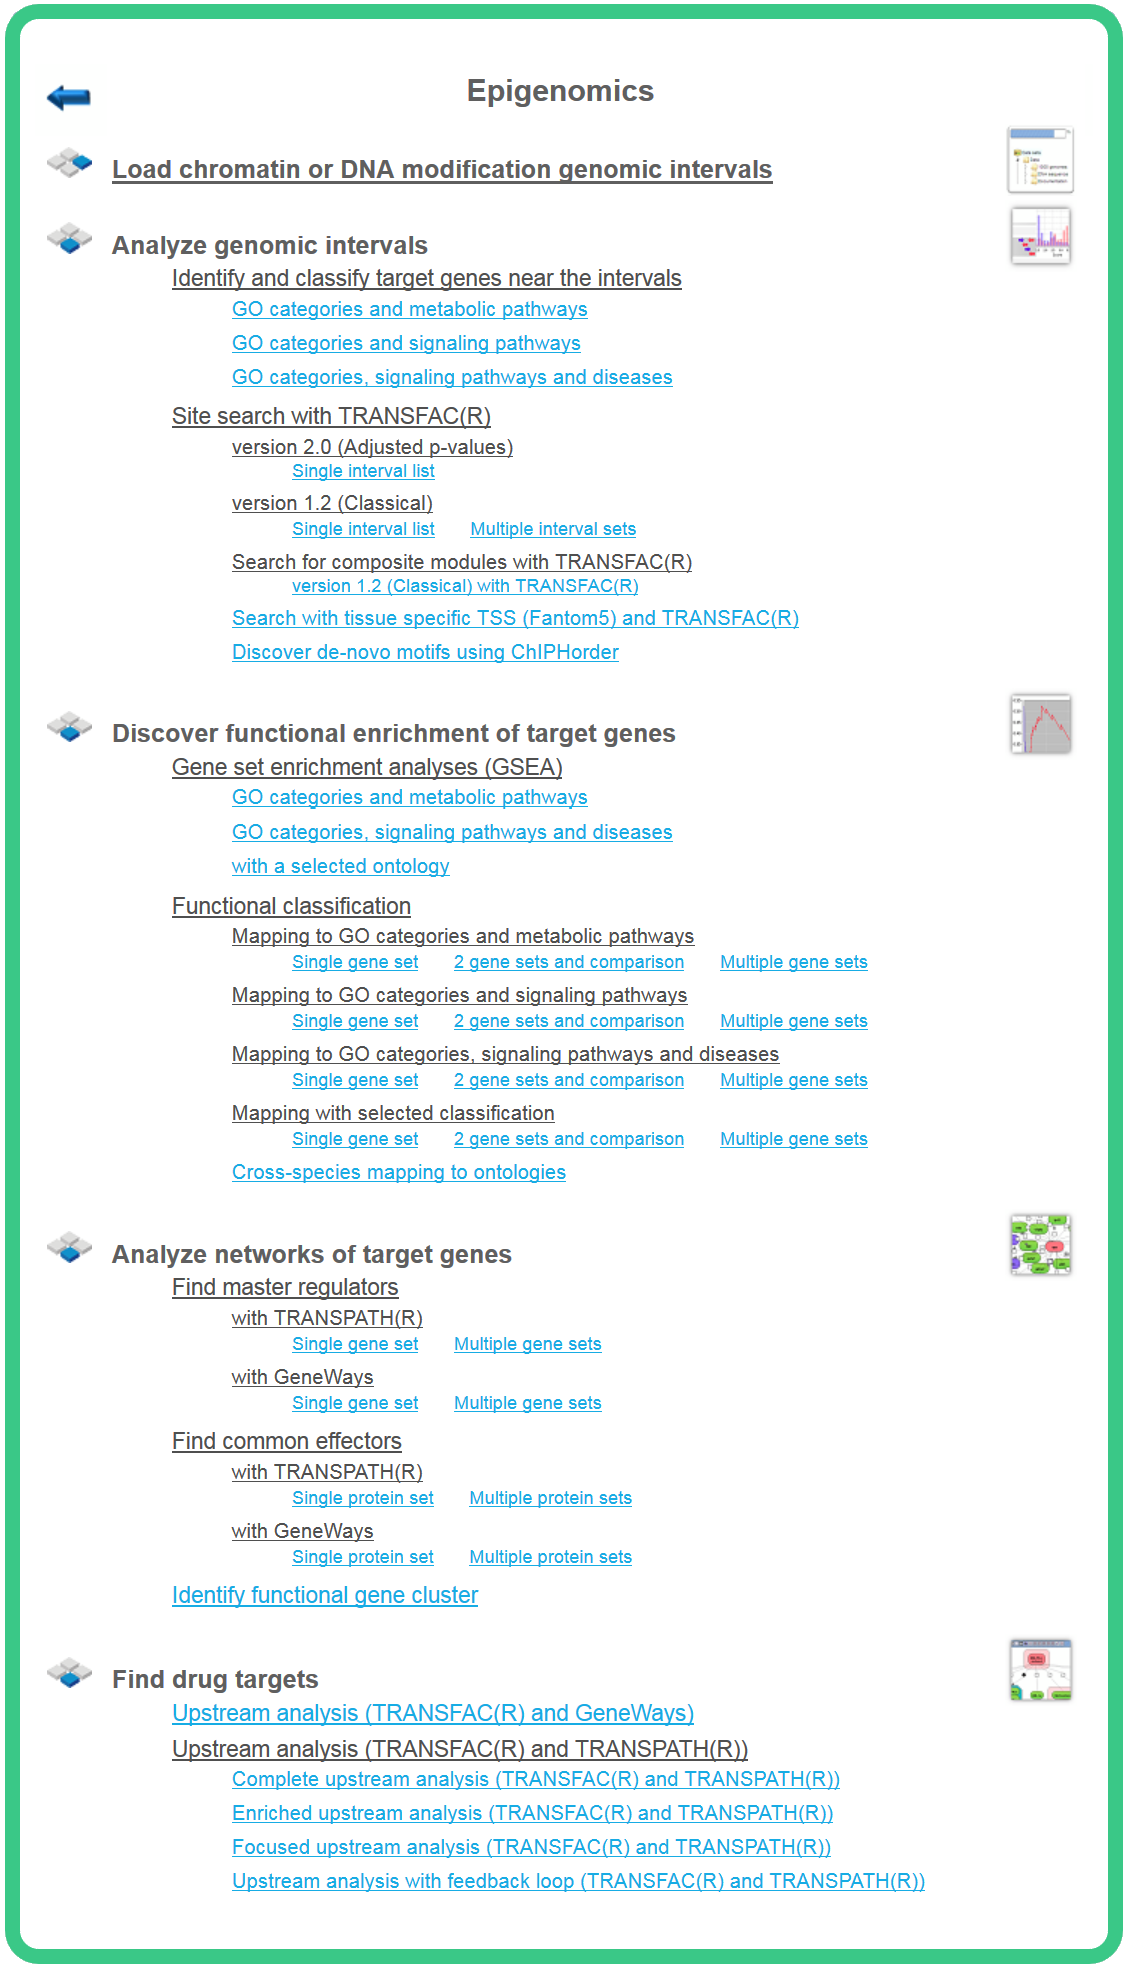 Epigenomics
Load chromatin or DNA modification genomic intervals
Analyze genomic intervals
Identify and classify target genes near the intervals
GO categories and metabolic pathways
GO categories and signaling pathways
GO categories, signaling pathways and diseases
Site search with TRANSFAC(R)
version 2.0 (Adjusted p-values)
Single interval list
version 1.2 (Classical)
Single interval list Multiple interval sets
Search for composite modules with TRANSFAC(R)
version 1.2 (Classical) with TRANSFAC(R)
Search with tissue specific TSS (Fantom5) and TRANSFAC(R)
Discover de-novo motifs using ChIPHorder
Discover functional enrichment of target genes
Gene set enrichment analyses (GSEA)
GO categories and metabolic pathways
GO categories, signaling pathways and diseases
with a selected ontology
Functional classification
Mapping to GO categories and metabolic pathways
Single gene set 2 gene sets and comparison Multiple gene sets
Mapping to GO categories and signaling pathways
Single gene set 2 gene sets and comparison Multiple gene sets
Mapping to GO categories, signaling pathways and diseases
Single gene set 2 gene sets and comparison Multiple gene sets
Mapping with selected classification
Single gene set 2 gene sets and comparison Multiple gene sets
Cross-species mapping to ontologies
Analyze networks of target genes
Find master regulators
with TRANSPATH(R)
Single gene set Multiple gene sets
with GeneWays
Single gene set Multiple gene sets
Find common effectors
with TRANSPATH(R)
Single protein set Multiple protein sets
with GeneWays
Single protein set Multiple protein sets
Identify functional gene cluster
Find drug targets
Upstream analysis (TRANSFAC(R) and GeneWays)
Upstream analysis (TRANSFAC(R) and TRANSPATH(R))
Complete upstream analysis (TRANSFAC(R) and TRANSPATH(R))
Enriched upstream analysis (TRANSFAC(R) and TRANSPATH(R))
Focused upstream analysis (TRANSFAC(R) and TRANSPATH(R))
Upstream analysis with feedback loop (TRANSFAC(R) and TRANSPATH(R))